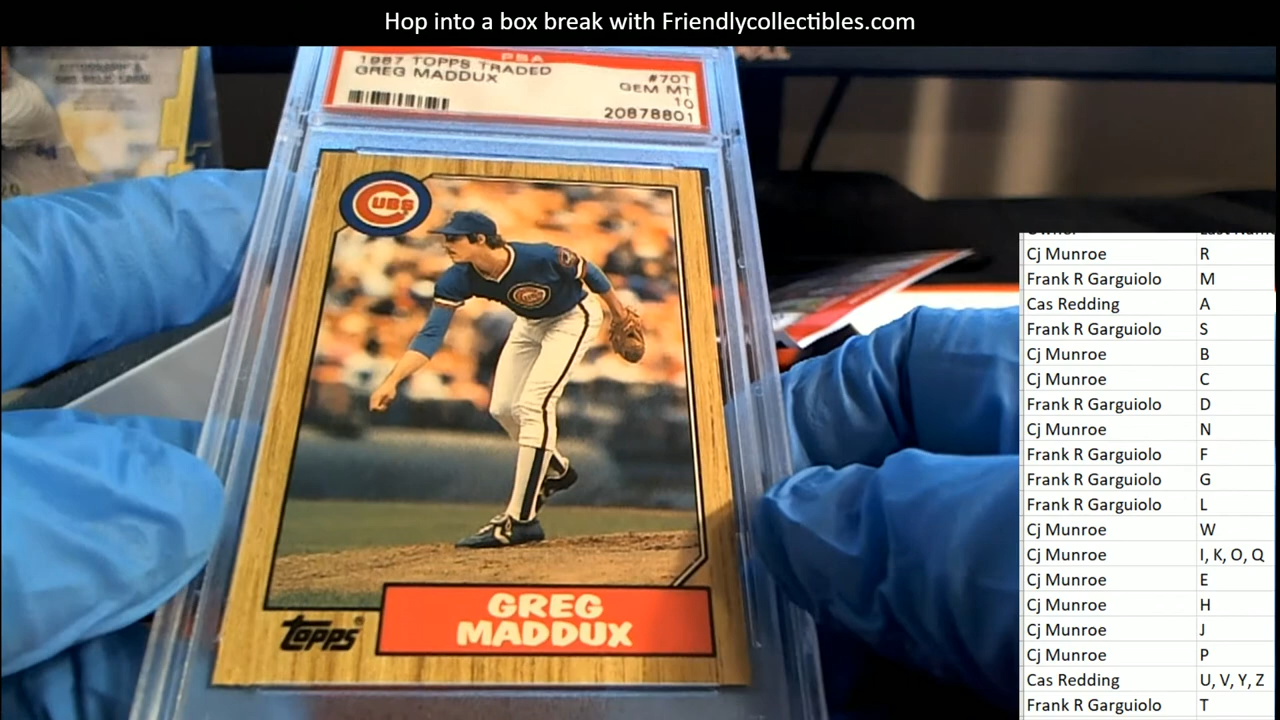 Hop into a box break with Friendlycollectibles.com
PSA
1987 TOPPS TRADED
GREG MADDUX
#70T
GEM MT
10
20878801
CUBS
GREG
MADDUX
Topps®
Cj Munroe R
Frank R Garguiolo M
Cas Redding A
Frank R Garguiolo S
Cj Munroe B
Cj Munroe C
Frank R Garguiolo D
Cj Munroe N
Frank R Garguiolo F
Frank R Garguiolo G
Frank R Garguiolo L
Cj Munroe W
Cj Munroe I, K, O, Q
Cj Munroe E
Cj Munroe H
Cj Munroe J
Cj Munroe P
Cas Redding U, V, Y, Z
Frank R Garguiolo T